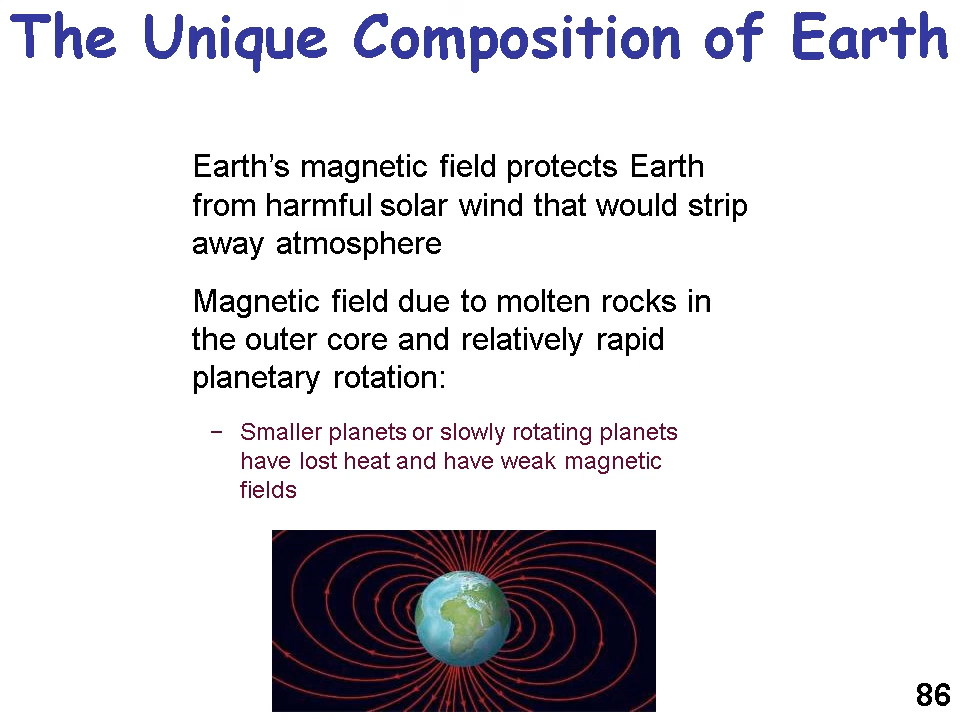 The Unique Composition of Earth
Earth’s magnetic field protects Earth
from harmful solar wind that would strip
away atmosphere
Magnetic field due to molten rocks in
the outer core and relatively rapid
planetary rotation:
– Smaller planets or slowly rotating planets
have lost heat and have weak magnetic
fields
86